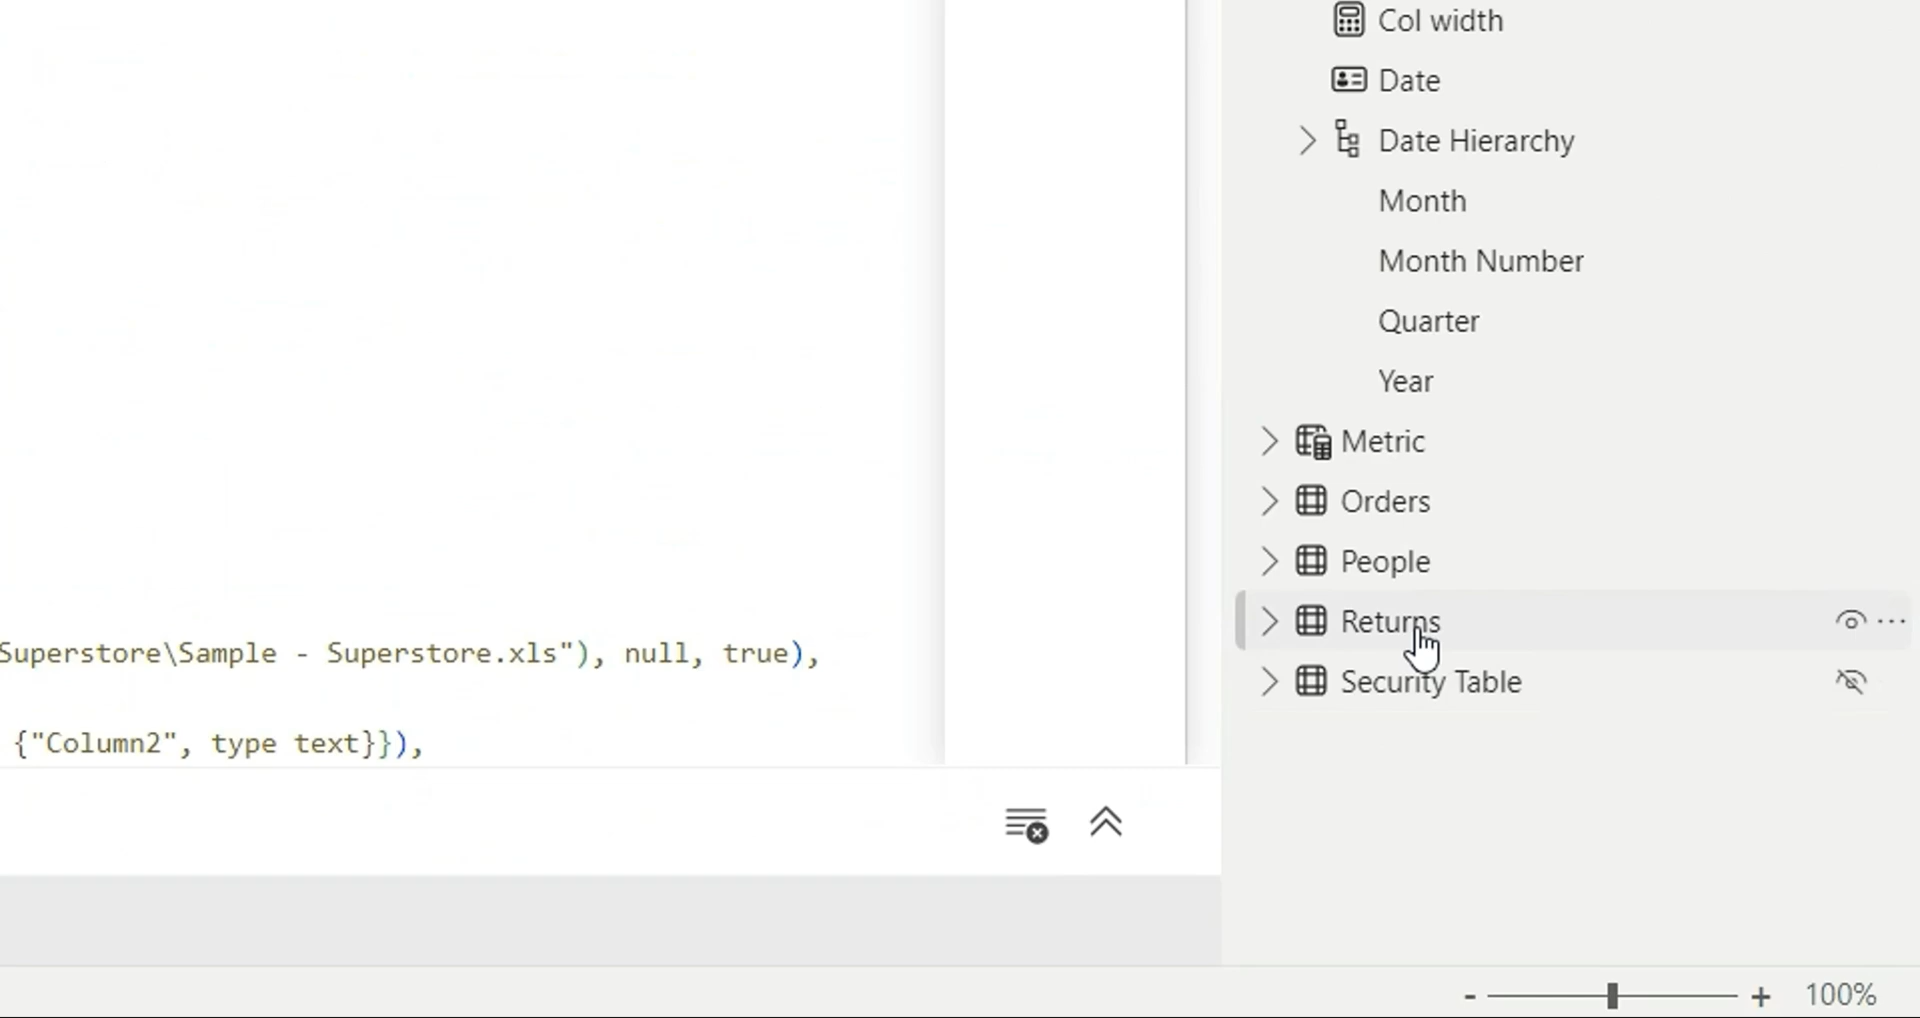 Col width
Date
Date Hierarchy
Month
Month Number
Quarter
Year
Metric
Orders
People
Returns
Security Table
Superstore\Sample - Superstore.xls"), null, true),
{"Column2", type text}}),
- + 100%